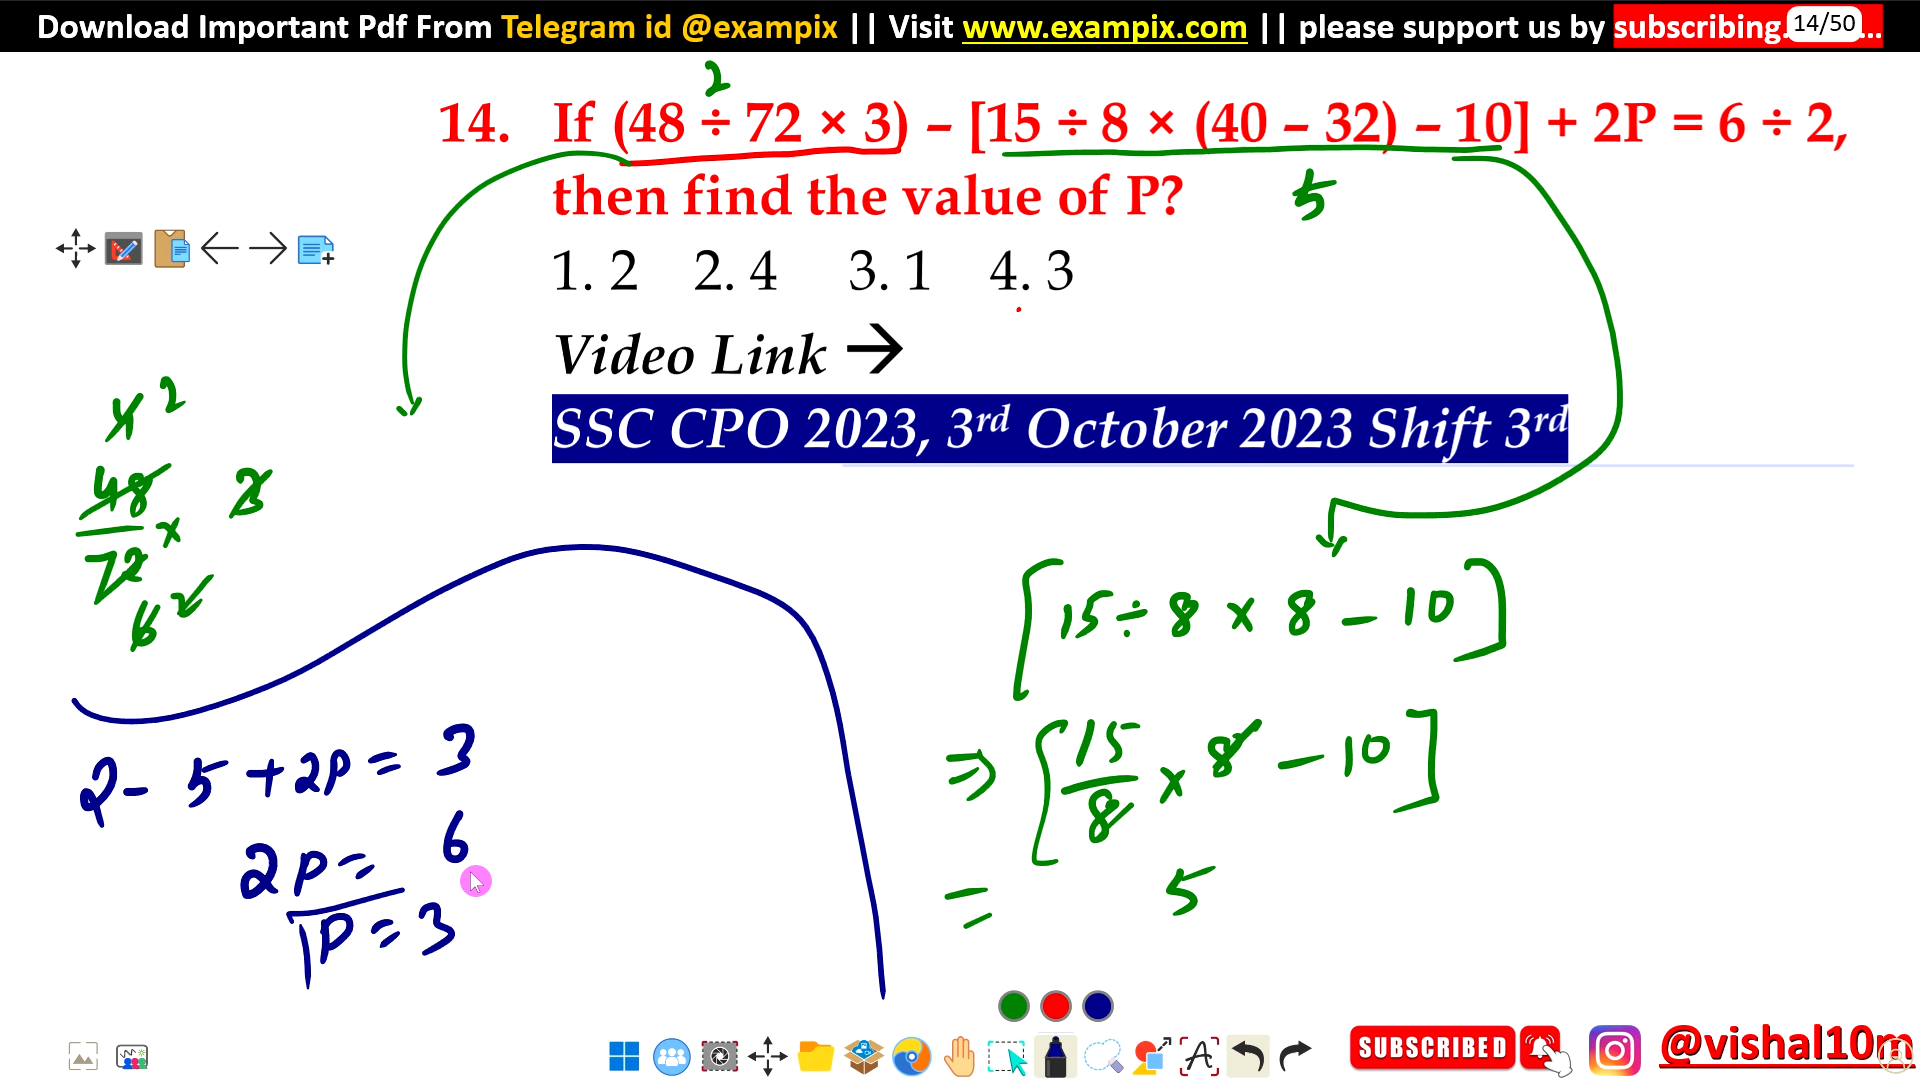 Download Important Pdf From Telegram id @exampix || Visit www.exampix.com || please support us by subscribing. 14/50 ...
2
14. If (48 ÷ 72 × 3) – [15 ÷ 8 × (40 – 32) – 10] + 2P = 6 ÷ 2,
then find the value of P?
5
1. 2 2. 4 3. 1 4. 3
Video Link →
SSC CPO 2023, 3rd October 2023 Shift 3rd
4 2
48/72 × 3
6 2
[15 ÷ 8 × 8 – 10]
⇒ [15/8 × 8 – 10]
= 5
2 - 5 + 2P = 3
2P = 6
P = 3
SUBSCRIBED
@vishal10m